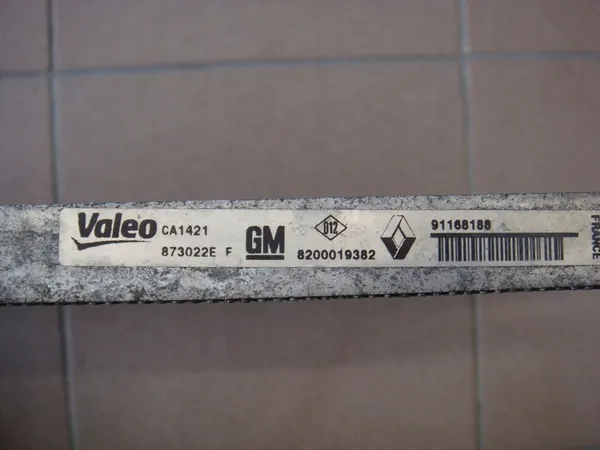 Valeo CA1421
873022E F
GM
D12
8200019382
91168188
FRANCE